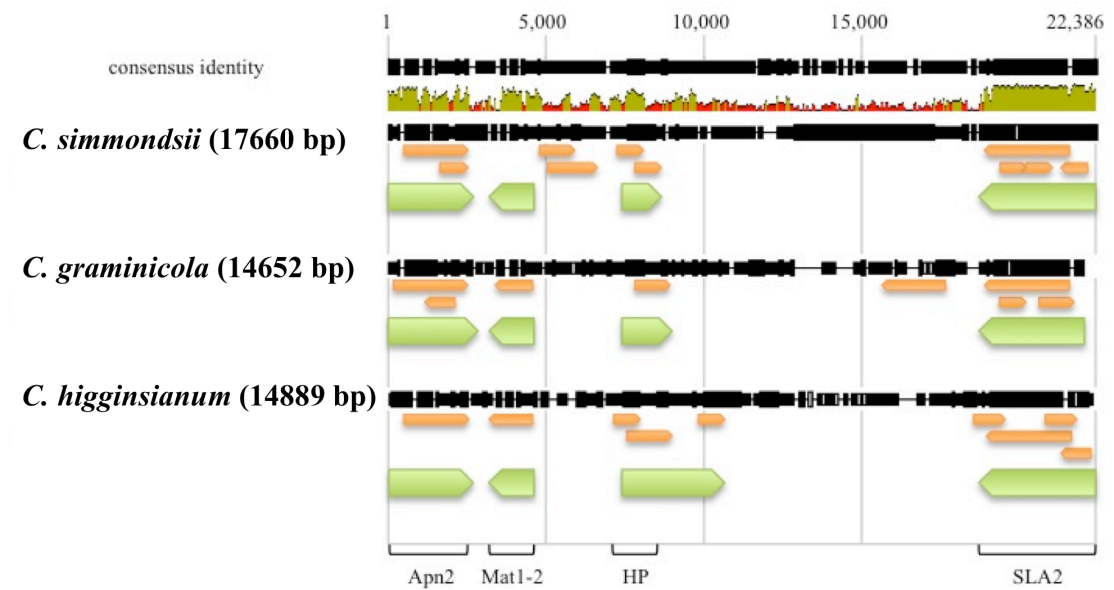 1 5,000 10,000 15,000 22,386
consensus identity
C. simmondsii (17660 bp)
C. graminicola (14652 bp)
C. higginsianum (14889 bp)
Apn2 Mat1-2 HP SLA2